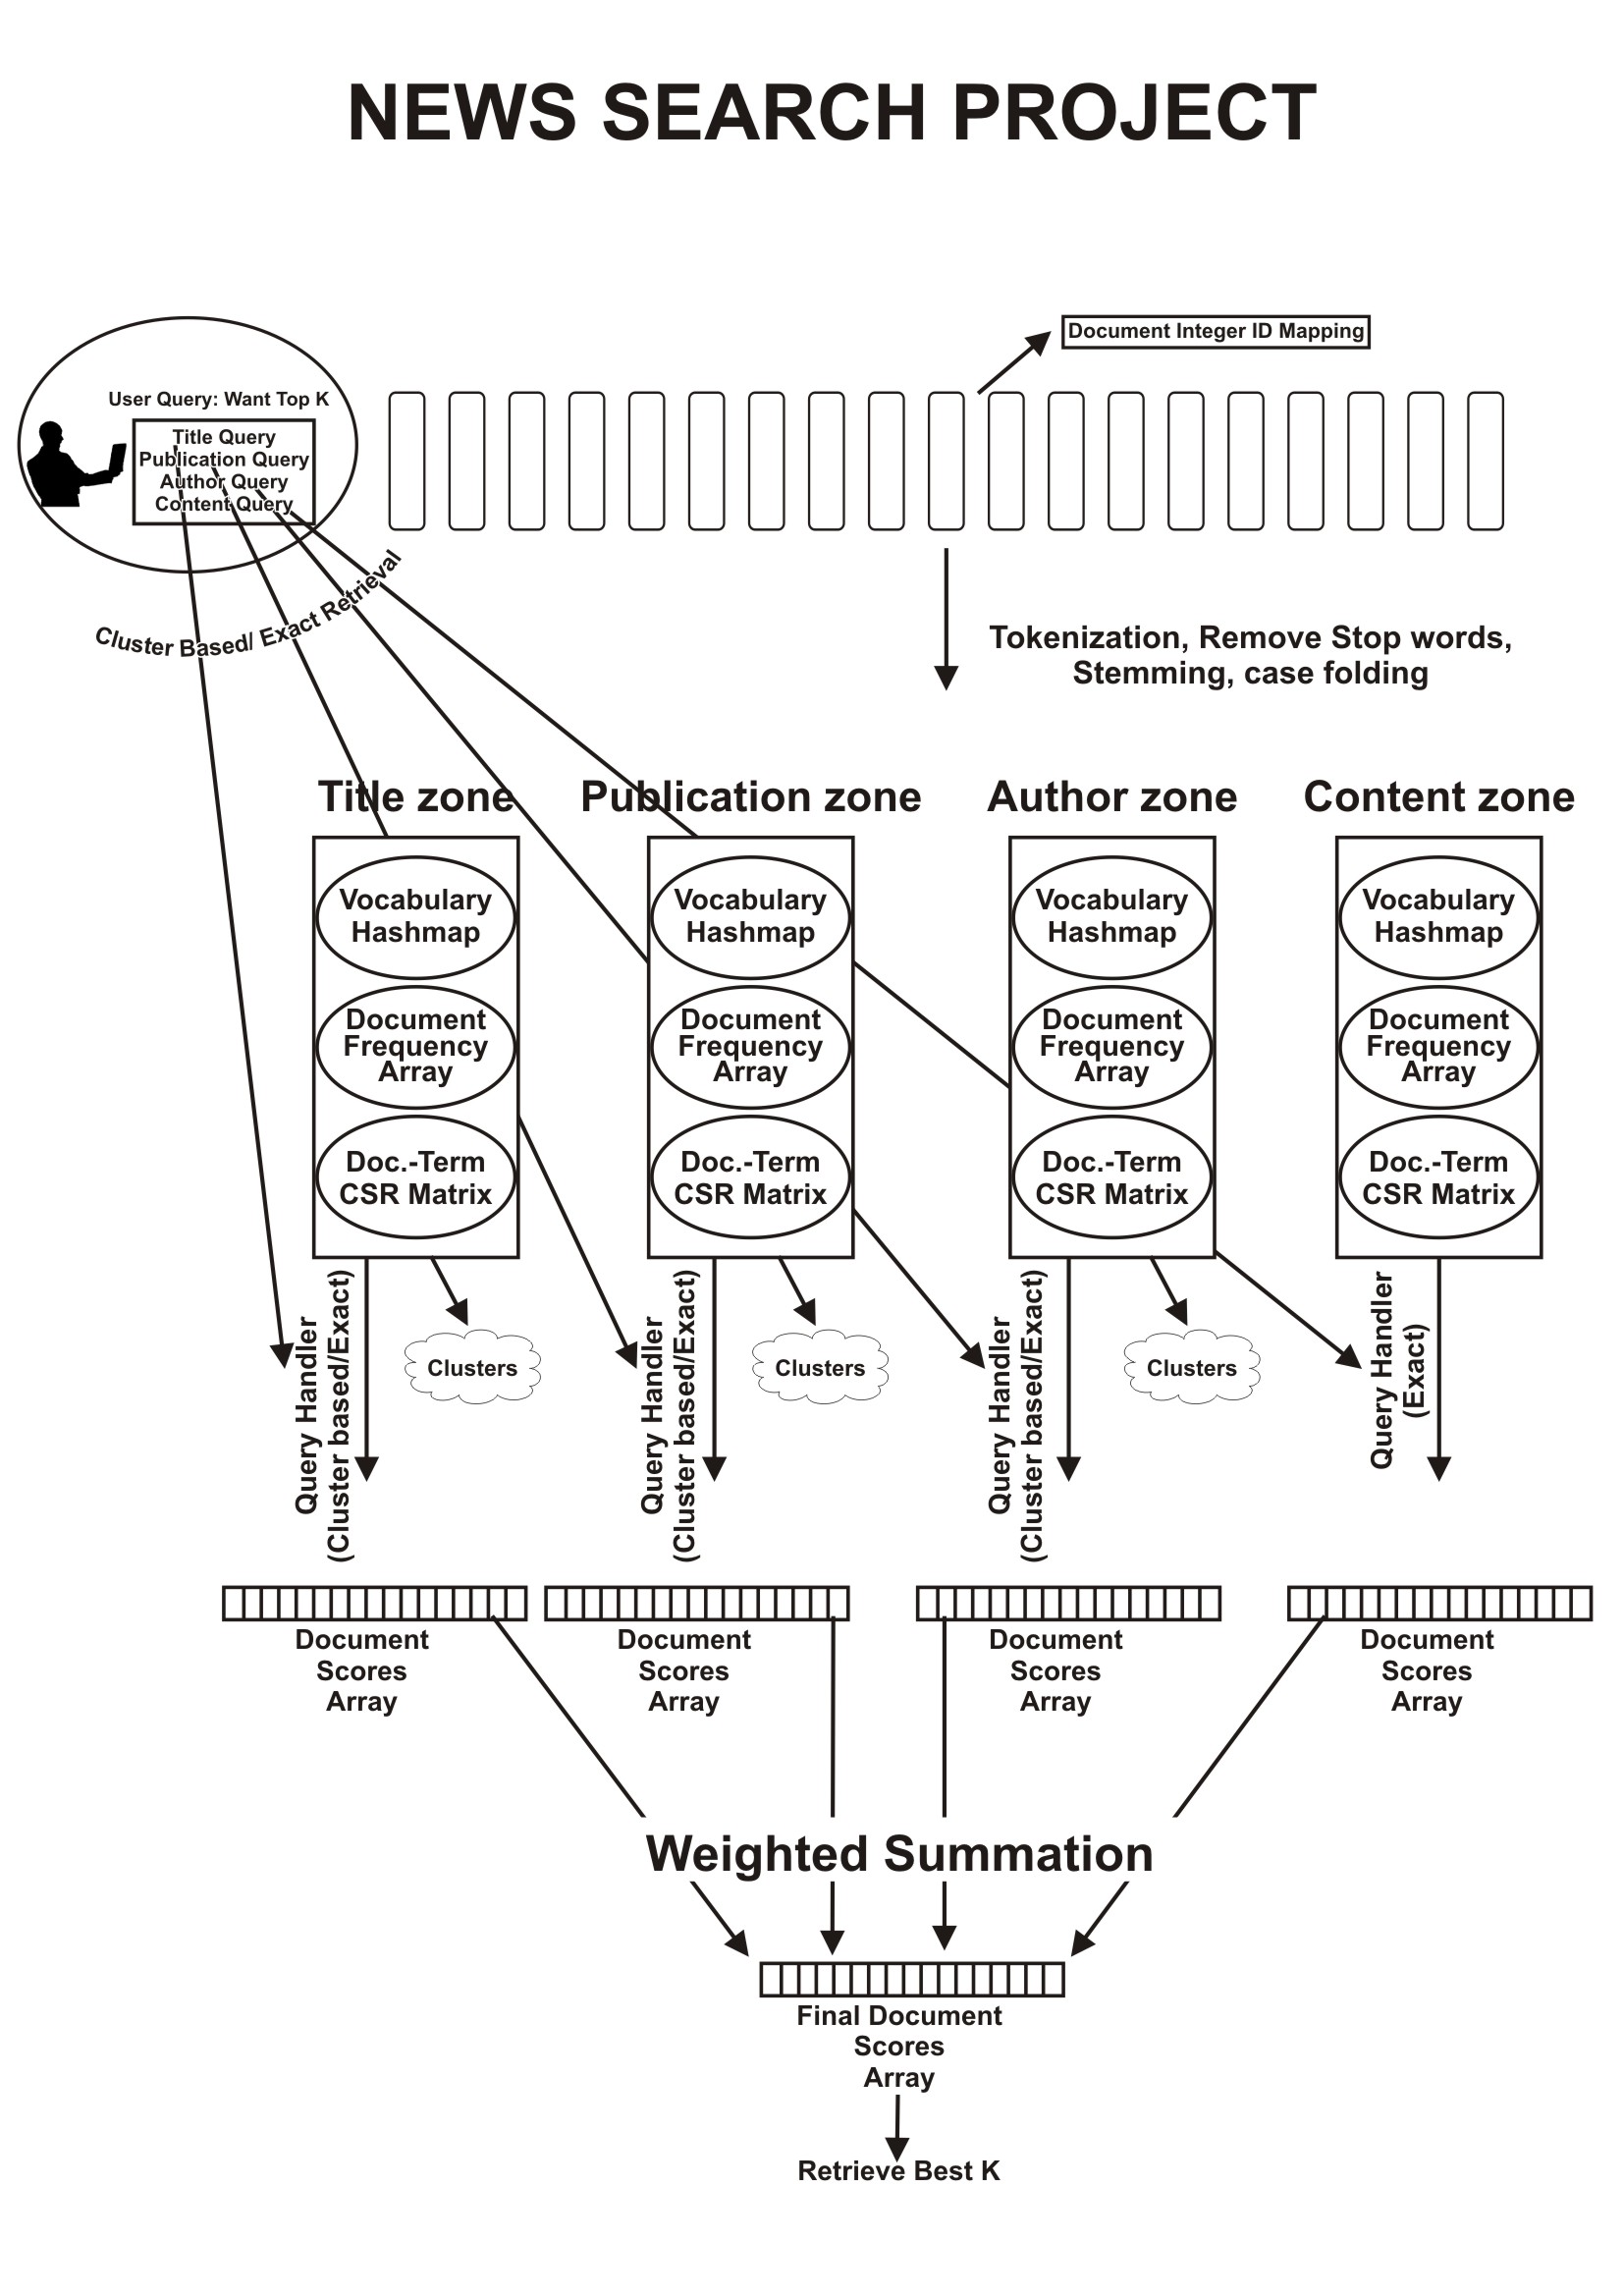 NEWS SEARCH PROJECT
Document Integer ID Mapping
User Query: Want Top K
Title Query
Publication Query
Author Query
Content Query
Cluster Based/ Exact Retrieval
Tokenization, Remove Stop words,
Stemming, case folding
Title zone
Publication zone
Author zone
Content zone
Vocabulary
Hashmap
Document
Frequency
Array
Doc.-Term
CSR Matrix
Vocabulary
Hashmap
Document
Frequency
Array
Doc.-Term
CSR Matrix
Vocabulary
Hashmap
Document
Frequency
Array
Doc.-Term
CSR Matrix
Vocabulary
Hashmap
Document
Frequency
Array
Doc.-Term
CSR Matrix
Query Handler
(Cluster based/Exact)
Clusters
Query Handler
(Cluster based/Exact)
Clusters
Query Handler
(Cluster based/Exact)
Clusters
Query Handler
(Exact)
Document
Scores
Array
Document
Scores
Array
Document
Scores
Array
Document
Scores
Array
Weighted Summation
Final Document
Scores
Array
Retrieve Best K